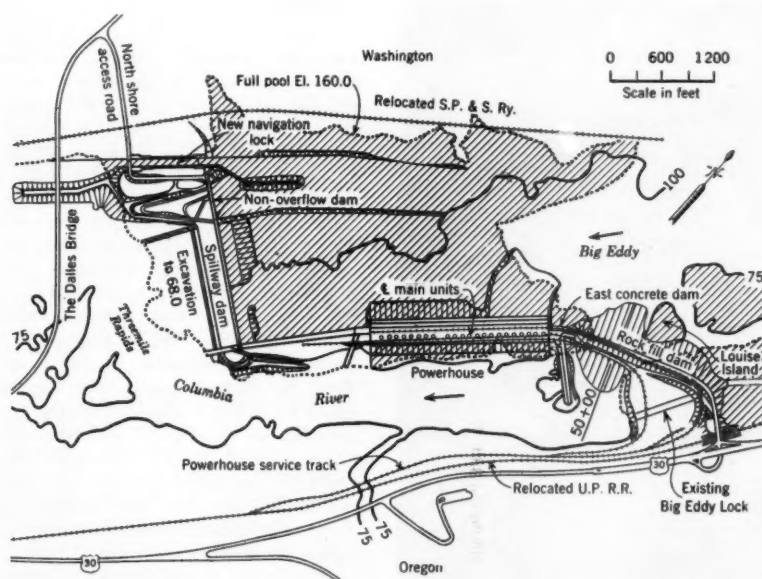 Washington
0 600 1200
Scale in feet
North shore
access road
Full pool El. 160.0
Relocated S.P. & S. Ry.
New navigation
lock
100
Non-overflow dam
The Dalles Bridge
Big Eddy
Excavation
to 68.0
Spillway dam
℄ main units
East concrete dam
75
75
Threemile
Rapids
Rock fill dam
Louise
Island
Powerhouse
Columbia River
50+00
Powerhouse service track
30
Relocated U.P. R.R.
Existing
Big Eddy Lock
75
75
30
Oregon